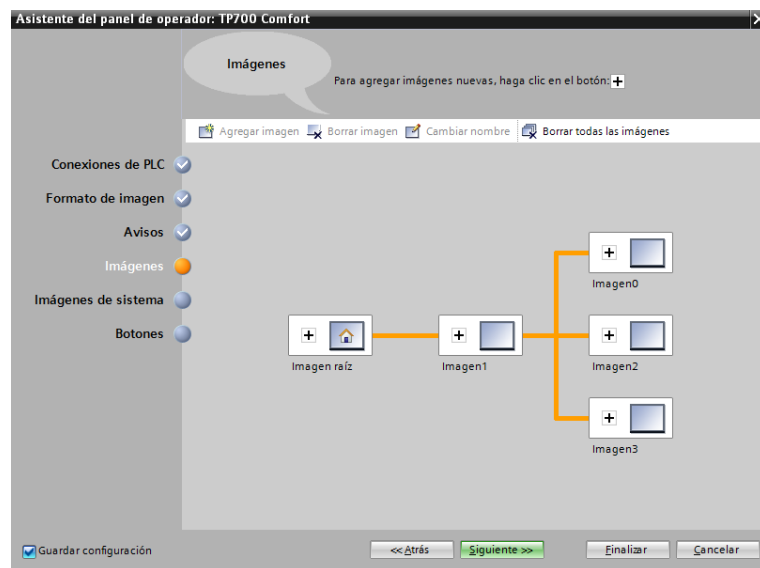 Asistente del panel de operador: TP700 Comfort
Imágenes
Para agregar imágenes nuevas, haga clic en el botón:
Agregar imagen Borrar imagen Cambiar nombre Borrar todas las imágenes
Conexiones de PLC
Formato de imagen
Avisos
Imágenes
Imágenes de sistema
Botones
Imagen0
Imagen raíz Imagen1 Imagen2
Imagen3
Guardar configuración << Atrás Siguiente >> Finalizar Cancelar